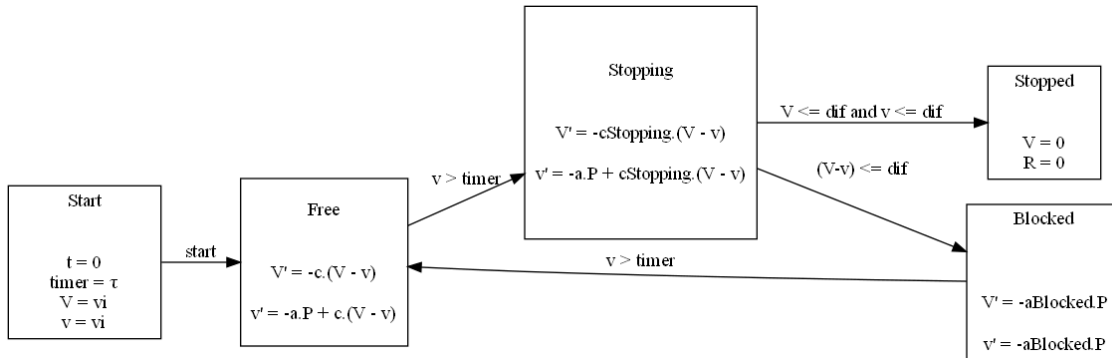 Start
t = 0
timer = τ
V = vi
v = vi
start
Free
V' = -c.(V - v)
v' = -a.P + c.(V - v)
v > timer
Stopping
V' = -cStopping.(V - v)
v' = -a.P + cStopping.(V - v)
V <= dif and v <= dif
(V-v) <= dif
Stopped
V = 0
R = 0
Blocked
V' = -aBlocked.P
v' = -aBlocked.P
v > timer